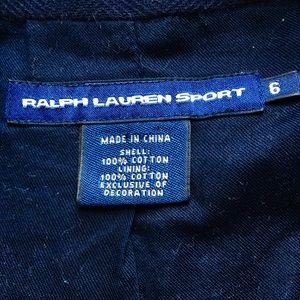 RALPH LAUREN SPORT 6
MADE IN CHINA
SHELL:
100% COTTON
LINING:
100% COTTON
EXCLUSIVE OF
DECORATION